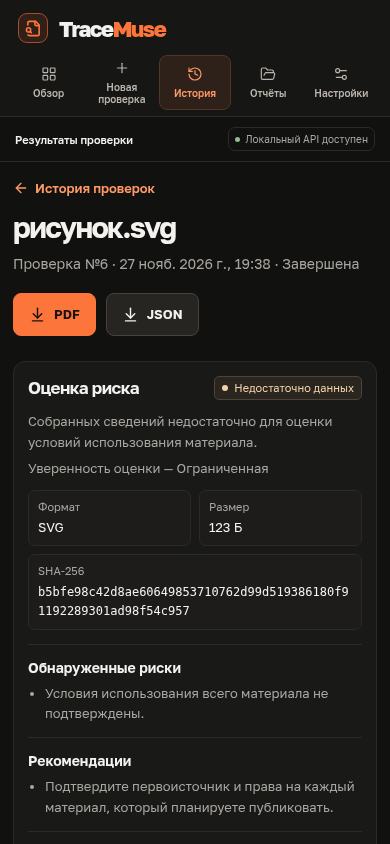 TraceMuse
Обзор
Новая
проверка
История
Отчёты
Настройки
Результаты проверки
Локальный API доступен
История проверок
рисунок.svg
Проверка №6 · 27 нояб. 2026 г., 19:38 · Завершена
PDF
JSON
Оценка риска
Недостаточно данных
Собранных сведений недостаточно для оценки
условий использования материала.
Уверенность оценки — Ограниченная
Формат
SVG
Размер
123 Б
SHA-256
b5bfe98c42d8ae60649853710762d99d519386180f9
1192289301ad98f54c957
Обнаруженные риски
• Условия использования всего материала не
подтверждены.
Рекомендации
• Подтвердите первоисточник и права на каждый
материал, который планируете публиковать.